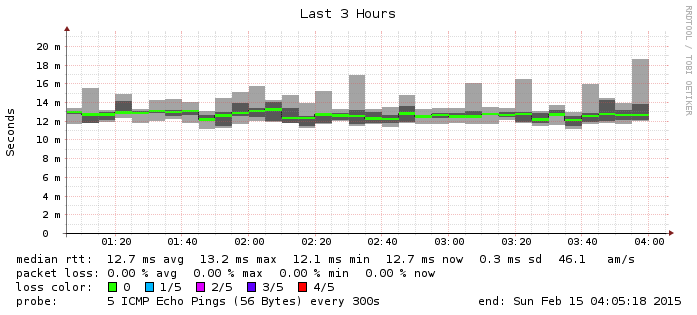 Last 3 Hours
RRDTOOL / TOBI OETIKER
Seconds
20 m
18 m
16 m
14 m
12 m
10 m
8 m
6 m
4 m
2 m
0
01:20 01:40 02:00 02:20 02:40 03:00 03:20 03:40 04:00
median rtt: 12.7 ms avg 13.2 ms max 12.1 ms min 12.7 ms now 0.3 ms sd 46.1 am/s
packet loss: 0.00 % avg 0.00 % max 0.00 % min 0.00 % now
loss color: 0 1/5 2/5 3/5 4/5
probe: 5 ICMP Echo Pings (56 Bytes) every 300s end: Sun Feb 15 04:05:18 2015